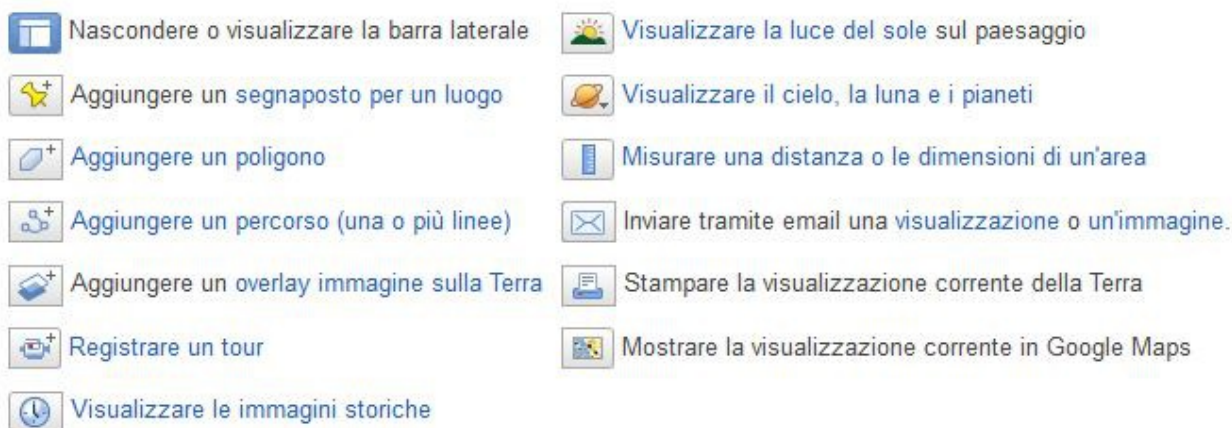 Nascondere o visualizzare la barra laterale
Aggiungere un segnaposto per un luogo
Aggiungere un poligono
Aggiungere un percorso (una o più linee)
Aggiungere un overlay immagine sulla Terra
Registrare un tour
Visualizzare le immagini storiche
Visualizzare la luce del sole sul paesaggio
Visualizzare il cielo, la luna e i pianeti
Misurare una distanza o le dimensioni di un'area
Inviare tramite email una visualizzazione o un'immagine.
Stampare la visualizzazione corrente della Terra
Mostrare la visualizzazione corrente in Google Maps